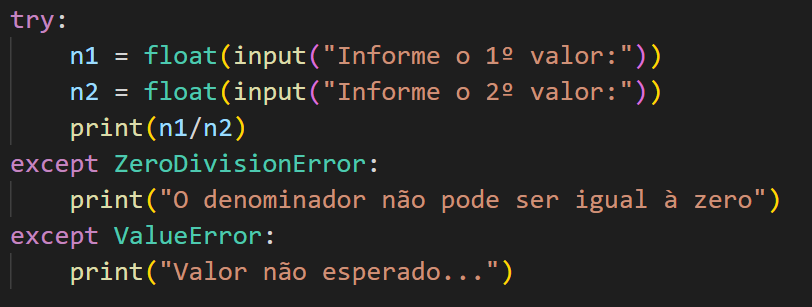 try:
    n1 = float(input("Informe o 1º valor:"))
    n2 = float(input("Informe o 2º valor:"))
    print(n1/n2)
except ZeroDivisionError:
    print("O denominador não pode ser igual à zero")
except ValueError:
    print("Valor não esperado...")